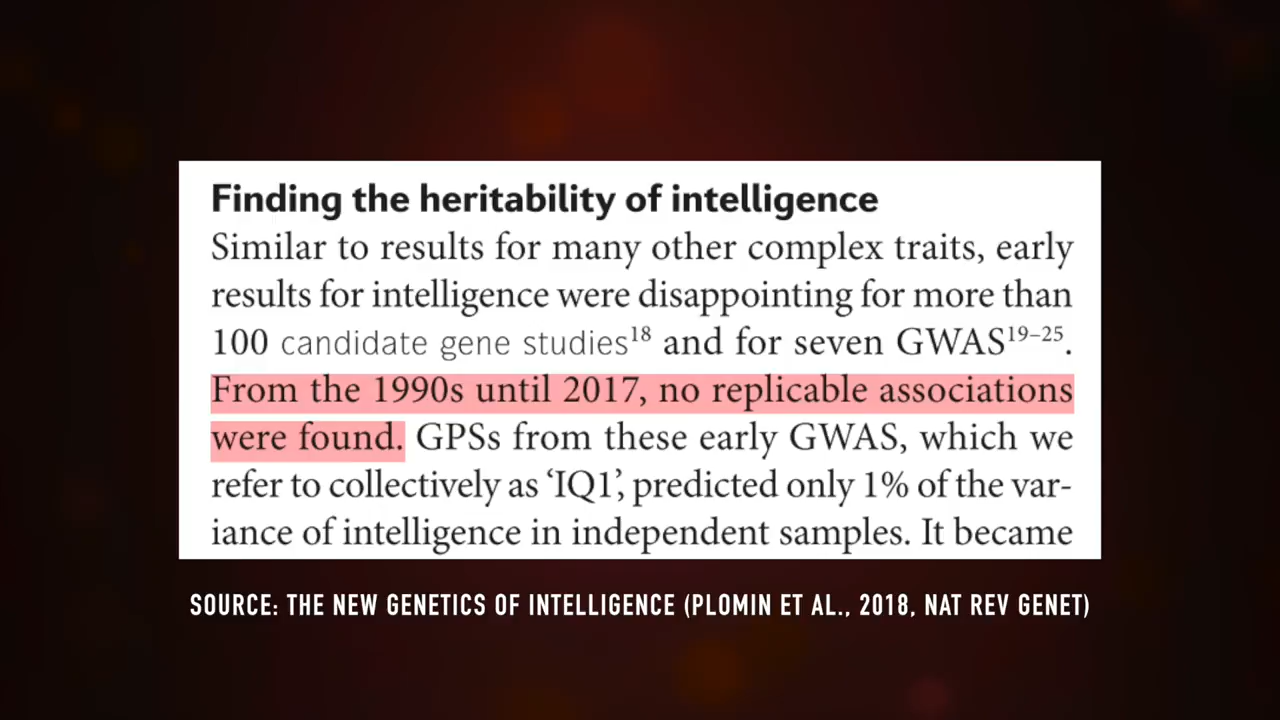 Finding the heritability of intelligence
Similar to results for many other complex traits, early
results for intelligence were disappointing for more than
100 candidate gene studies¹⁸ and for seven GWAS¹⁹⁻²⁵.
From the 1990s until 2017, no replicable associations
were found. GPSs from these early GWAS, which we
refer to collectively as ‘IQ1’, predicted only 1% of the var-
iance of intelligence in independent samples. It became
SOURCE: THE NEW GENETICS OF INTELLIGENCE (PLOMIN ET AL., 2018, NAT REV GENET)